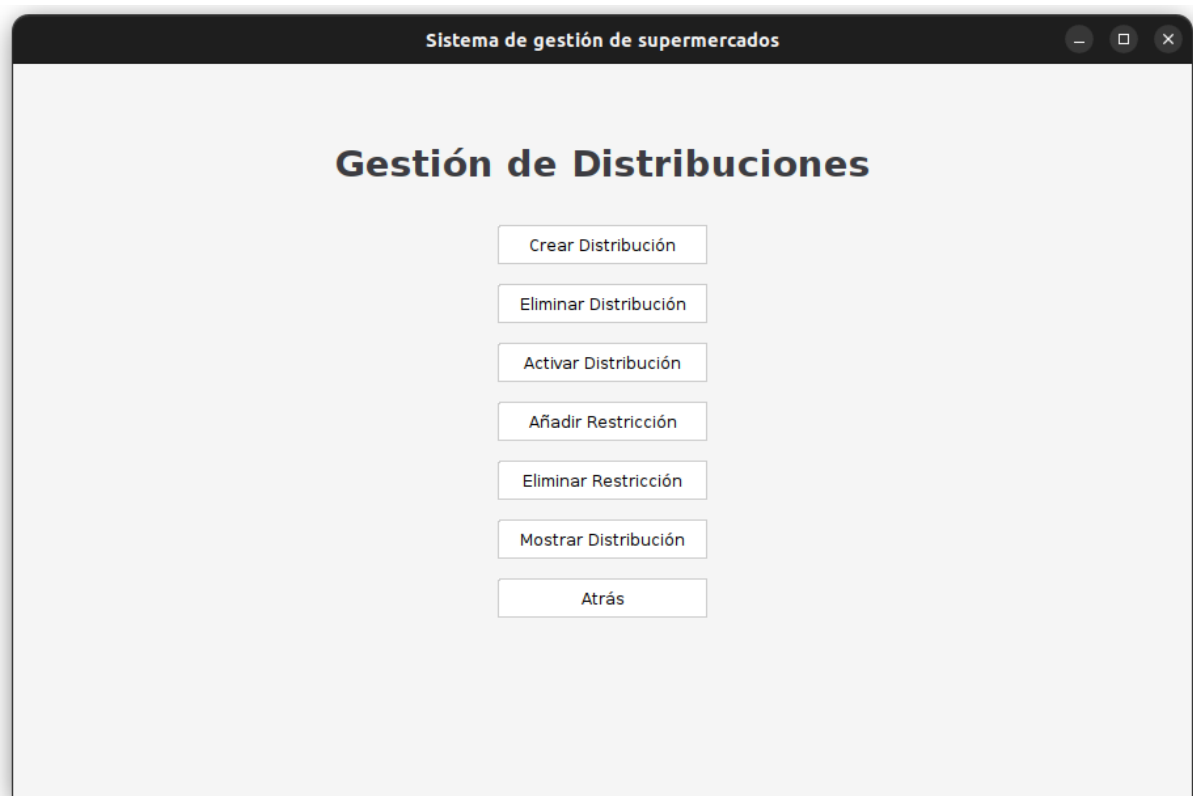 Sistema de gestión de supermercados
Gestión de Distribuciones
Crear Distribución
Eliminar Distribución
Activar Distribución
Añadir Restricción
Eliminar Restricción
Mostrar Distribución
Atrás